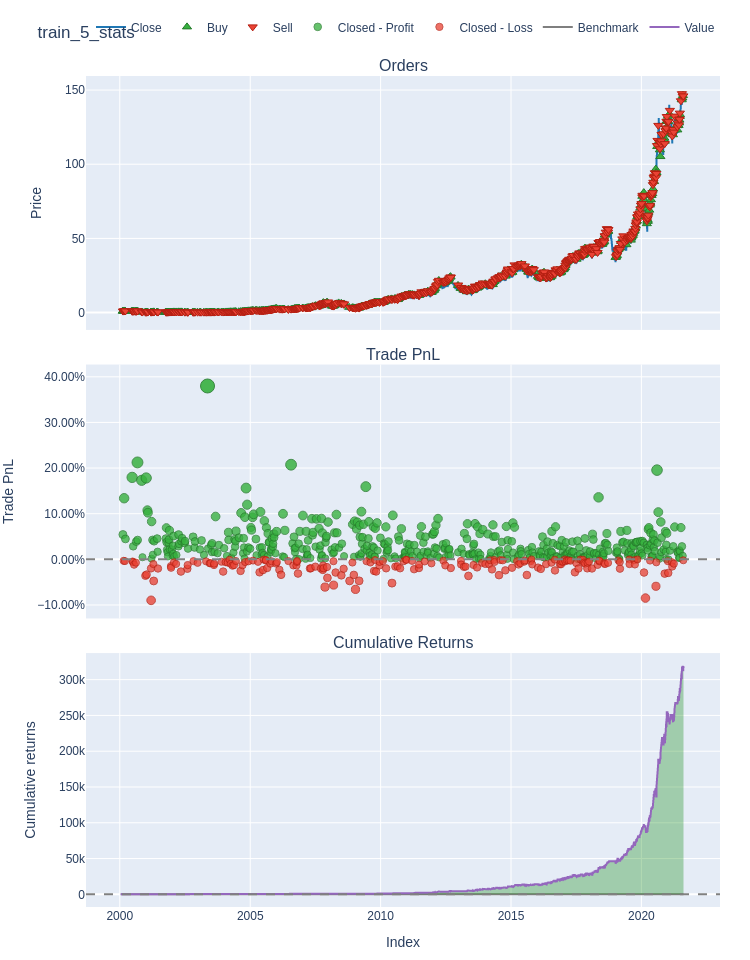 train_5_stats
Close Buy Sell Closed - Profit Closed - Loss Benchmark Value
Orders
150
100
50
0
Price
Trade PnL
40.00%
30.00%
20.00%
10.00%
0.00%
−10.00%
Trade PnL
Cumulative Returns
300k
250k
200k
150k
100k
50k
0
Cumulative returns
2000 2005 2010 2015 2020
Index